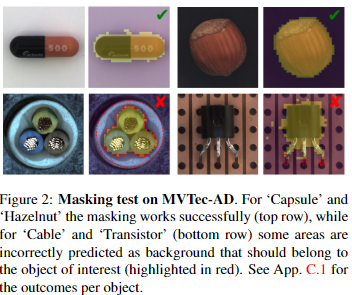 500
500
Figure 2: Masking test on MVTec-AD. For ‘Capsule’ and
‘Hazelnut’ the masking works successfully (top row), while
for ‘Cable’ and ‘Transistor’ (bottom row) some areas are
incorrectly predicted as background that should belong to
the object of interest (highlighted in red). See App. C.1 for
the outcomes per object.